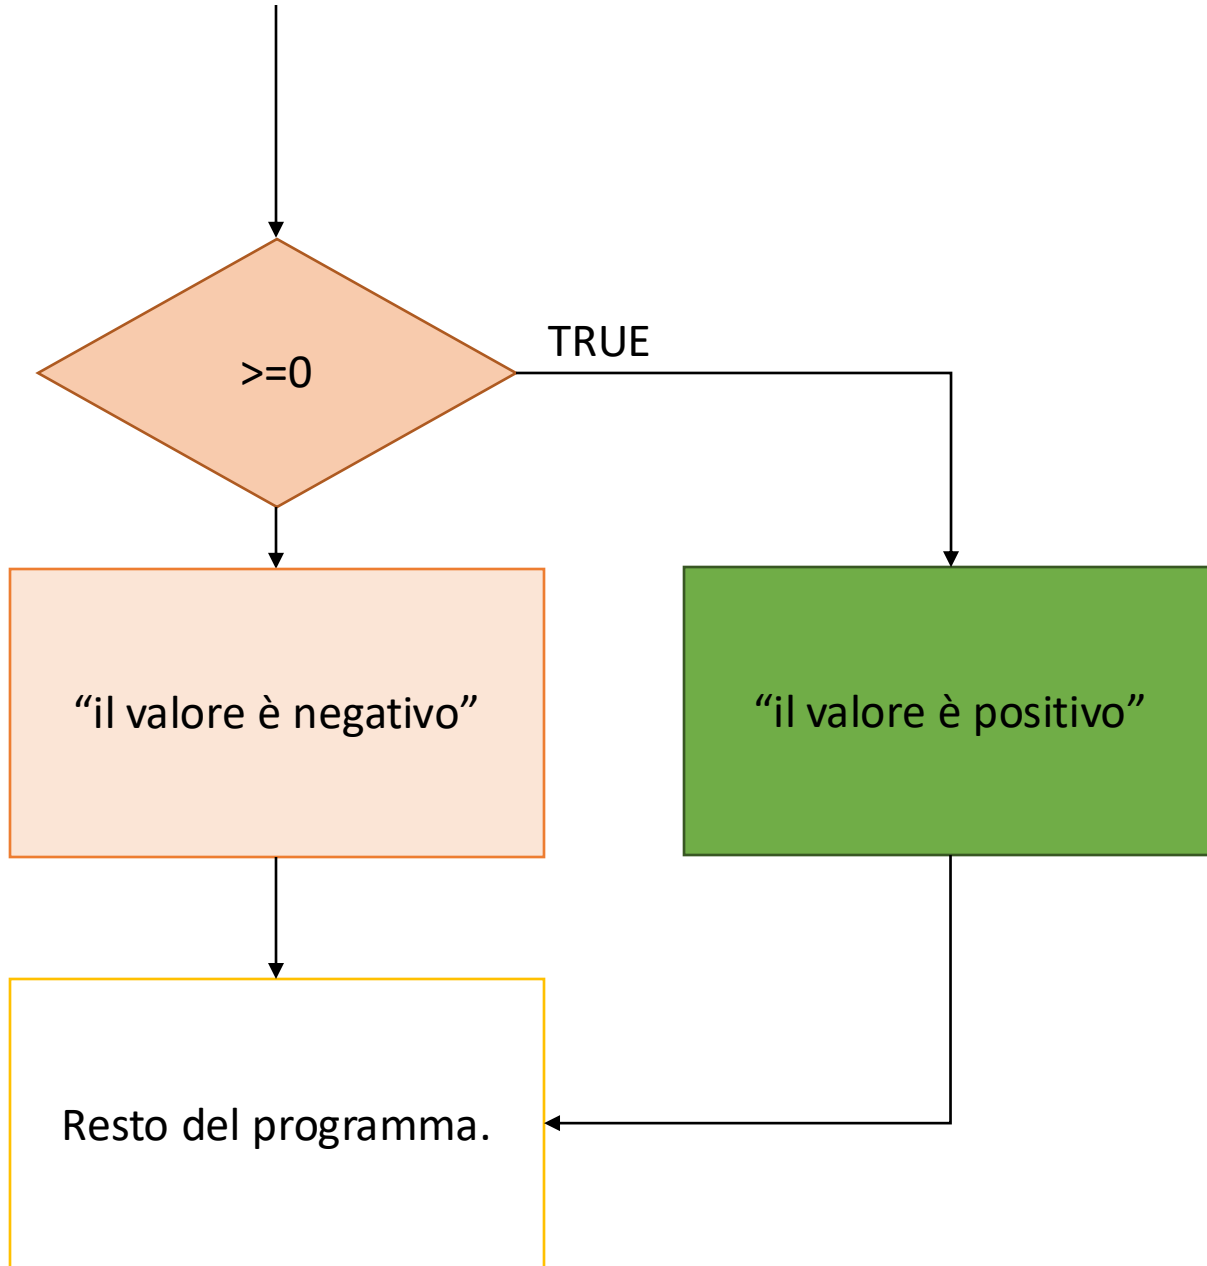 TRUE
>=0
“il valore è negativo”
“il valore è positivo”
Resto del programma.